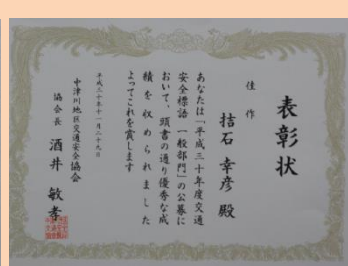 表彰状
佳作
拮石 幸彦 殿
あなたは「平成三十年度交通
安全標語 一般部門」の公募に
おいて、頭書の通り優秀な成
績を収められました
よってこれを賞します
平成三十年十一月二十九日
中津川地区交通安全協会
協会長 酒井 敏